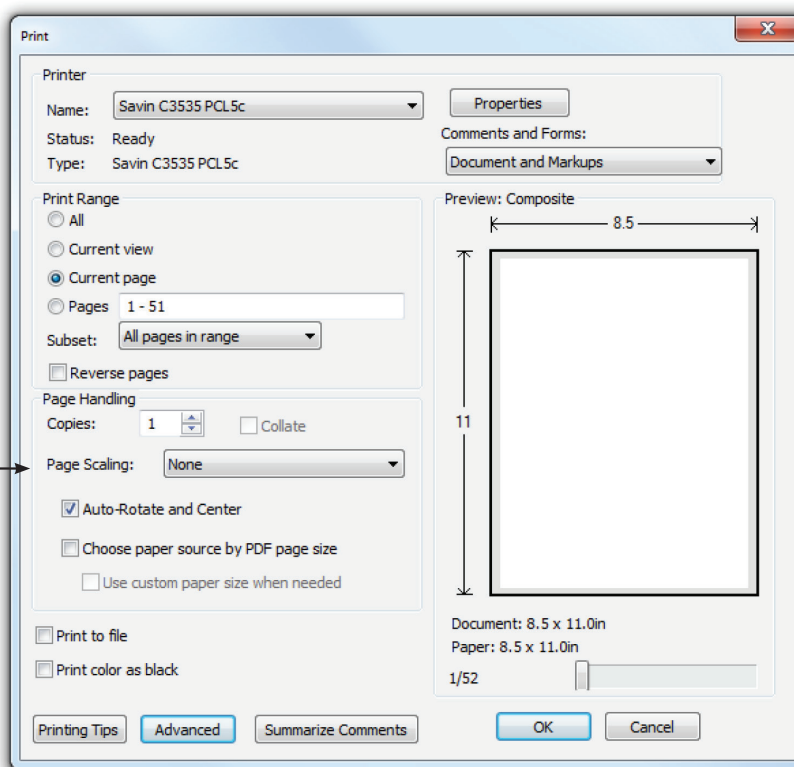 Print
Printer
Name: Savin C3535 PCL5c Properties
Status: Ready Comments and Forms:
Type: Savin C3535 PCL5c Document and Markups
Print Range
All
Current view
Current page
Pages 1 - 51
Subset: All pages in range
Reverse pages
Page Handling
Copies: 1 Collate
Page Scaling: None
Auto-Rotate and Center
Choose paper source by PDF page size
Use custom paper size when needed
Print to file
Print color as black
Preview: Composite
8.5
11
Document: 8.5 x 11.0in
Paper: 8.5 x 11.0in
1/52
Printing Tips Advanced Summarize Comments OK Cancel